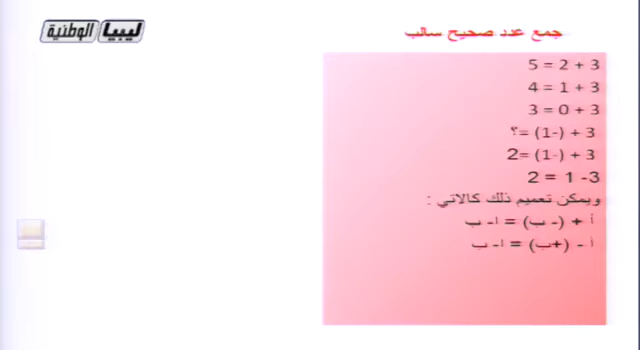 ليبيا الوطنية
جمع عدد صحيح سالب
3 + 2 = 5
3 + 1 = 4
3 + 0 = 3
3 + (-1) =؟
3 + (-1) =2
3- 1 = 2
ويمكن تعميم ذلك كالاتي :
أ + (- ب) = ا- ب
أ - (+ب) = ا- ب